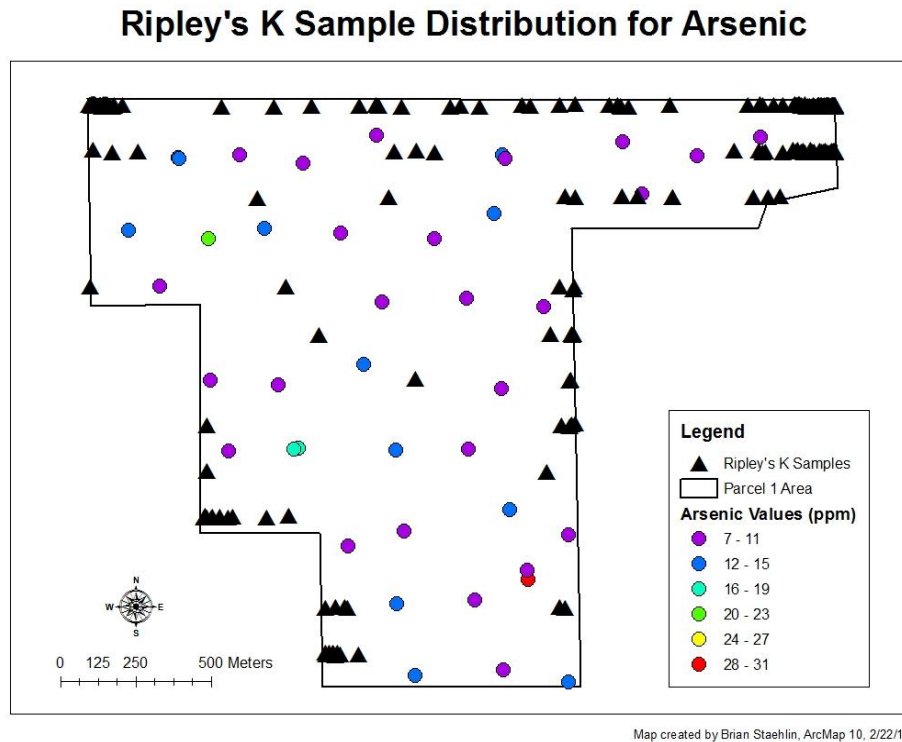 Ripley's K Sample Distribution for Arsenic
Legend
Ripley's K Samples
Parcel 1 Area
Arsenic Values (ppm)
7 - 11
12 - 15
16 - 19
20 - 23
24 - 27
28 - 31
N
W E
S
0 125 250 500 Meters
Map created by Brian Staehlin, ArcMap 10, 2/22/1